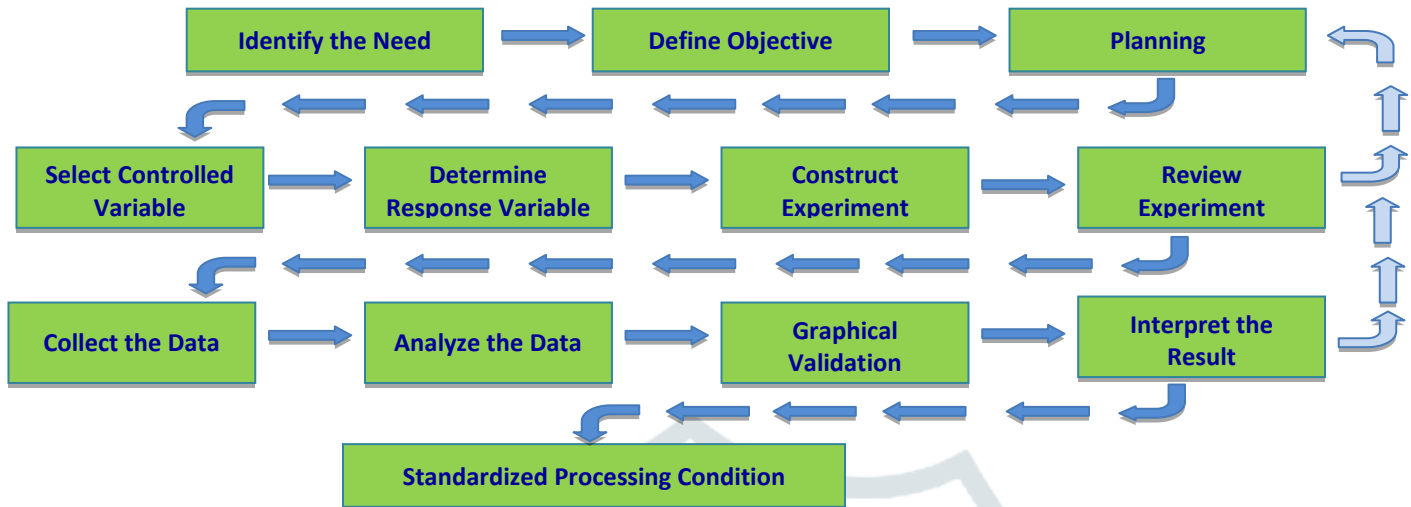 Identify the Need
Define Objective
Planning
Select Controlled
Variable
Determine
Response Variable
Construct
Experiment
Review
Experiment
Collect the Data
Analyze the Data
Graphical
Validation
Interpret the
Result
Standardized Processing Condition